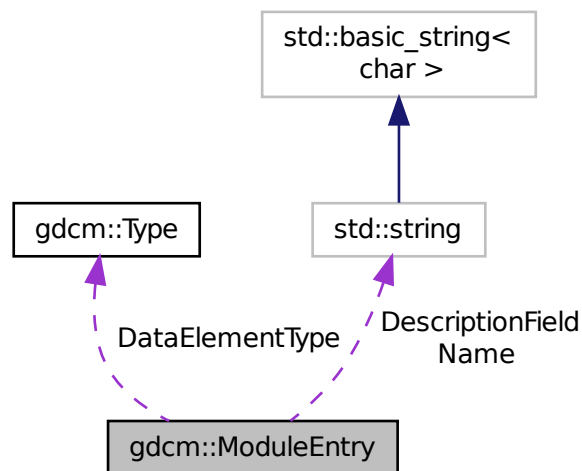 std::basic_string<
char >
gdcm::Type
std::string
DataElementType
DescriptionField
Name
gdcm::ModuleEntry